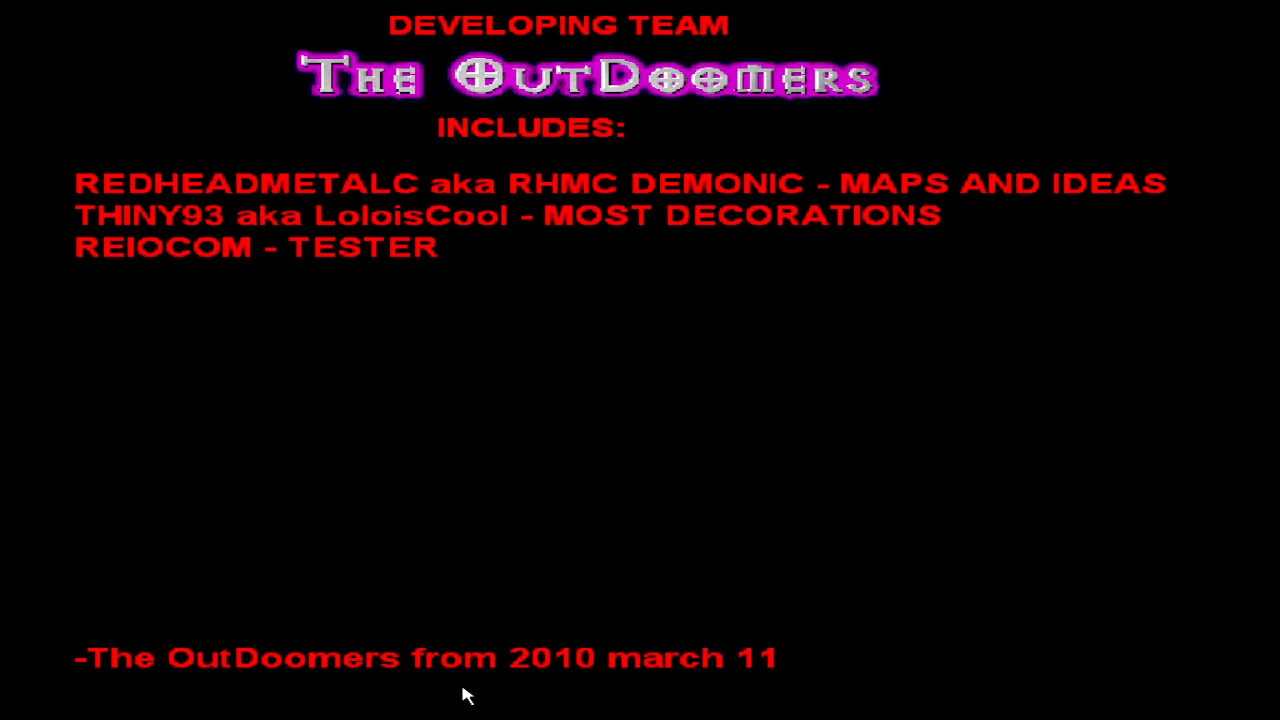 DEVELOPING TEAM
THE OUTDOOMERS
INCLUDES:
REDHEADMETALC aka RHMC DEMONIC - MAPS AND IDEAS
THINY93 aka LoloisCool - MOST DECORATIONS
REIOCOM - TESTER
-The OutDoomers from 2010 march 11